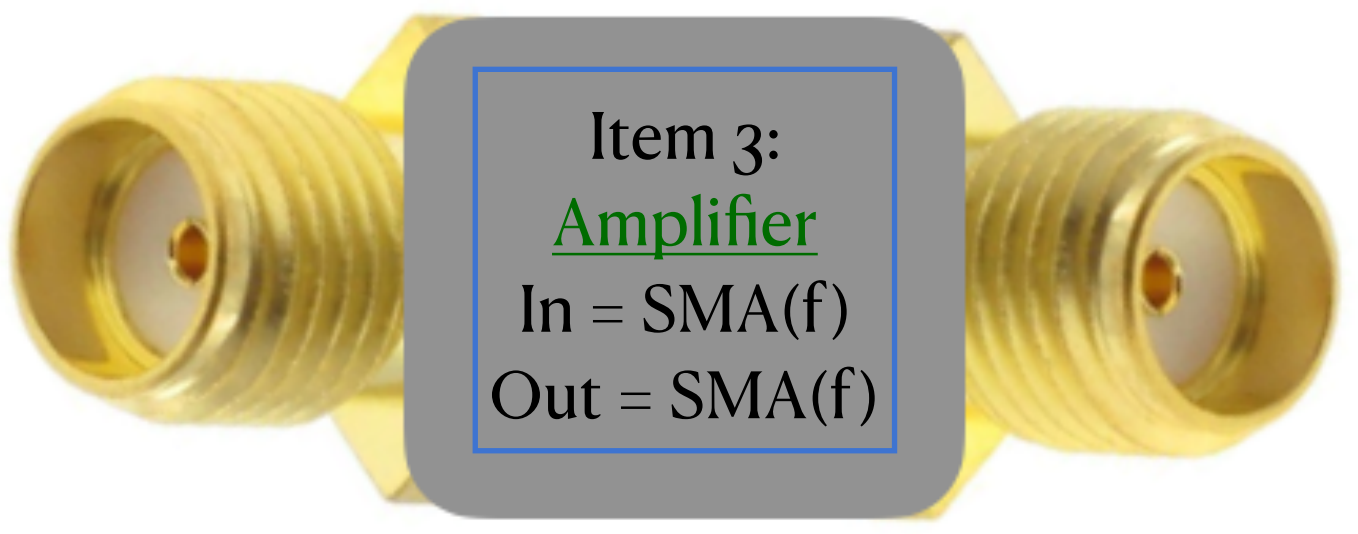 Item 3:
Amplifier
In = SMA(f)
Out = SMA(f)